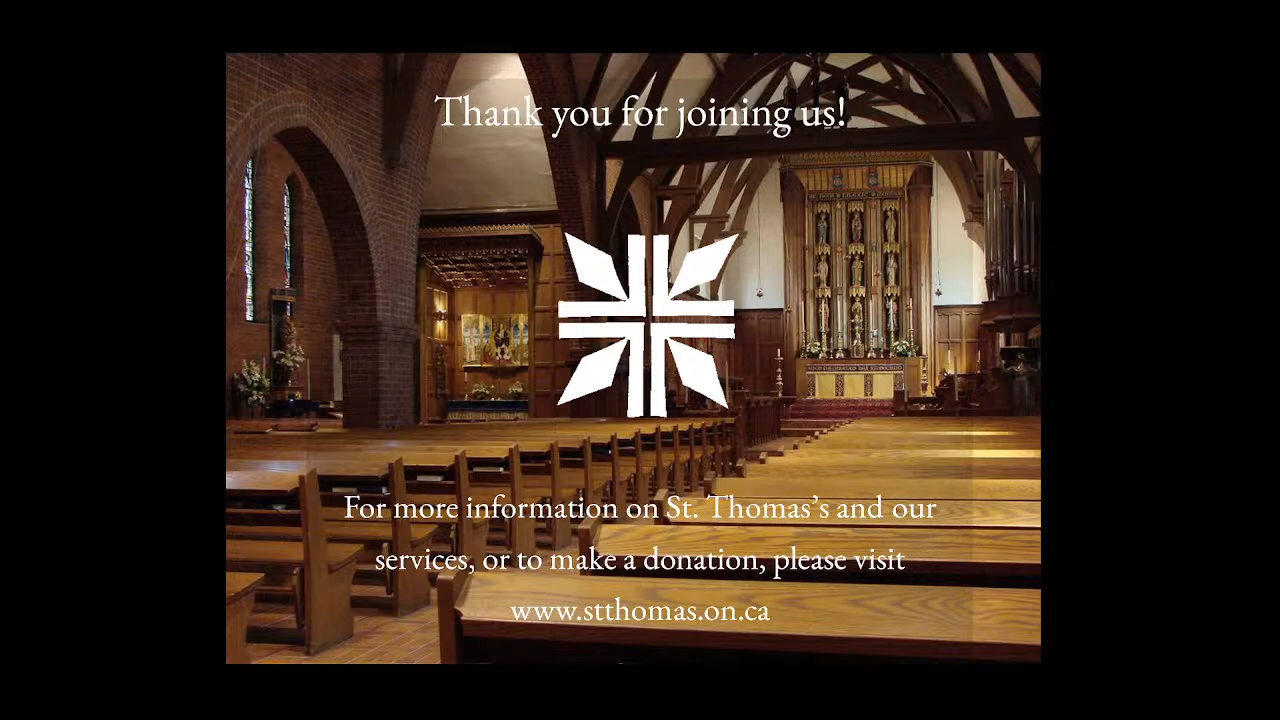 Thank you for joining us!
For more information on St. Thomas’s and our
services, or to make a donation, please visit
www.stthomas.on.ca